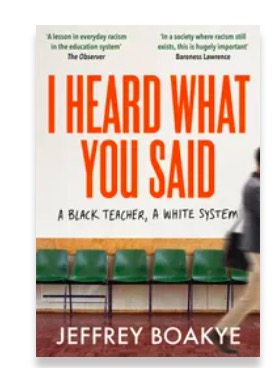 'A lesson in everyday racism
in the education system'
The Observer
'In a society where racism still
exists, this is hugely important'
Baroness Lawrence
I HEARD WHAT
YOU SAID
A BLACK TEACHER, A WHITE SYSTEM
JEFFREY BOAKYE